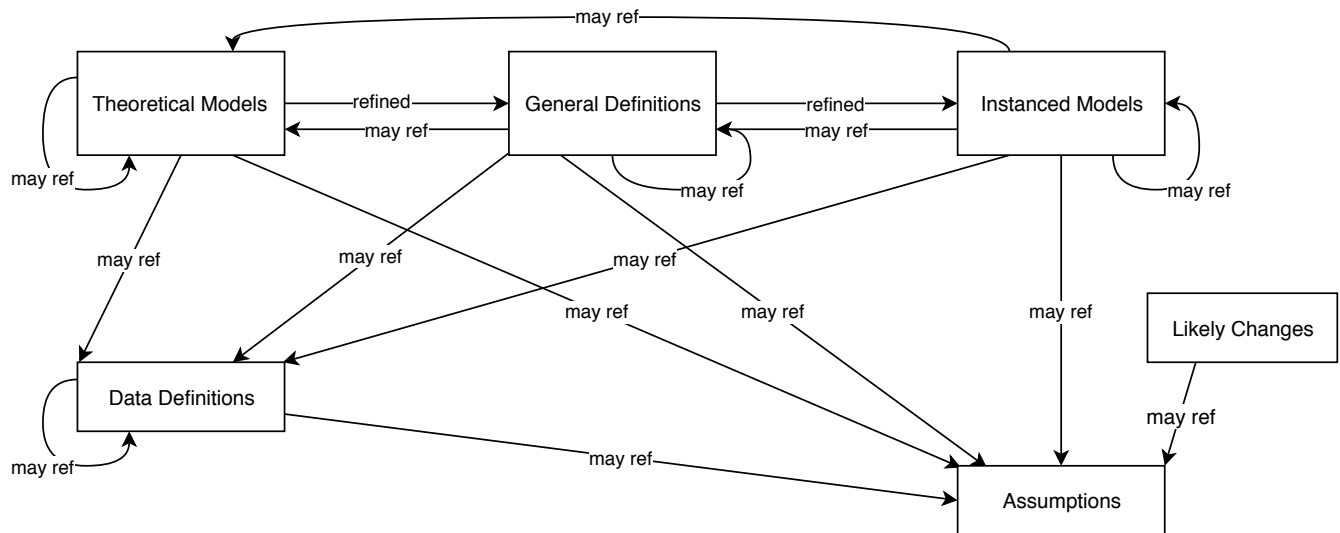 may ref
Theoretical Models
refined
General Definitions
refined
Instanced Models
may ref
may ref
may ref
may ref
may ref
may ref
may ref
may ref
may ref
may ref
may ref
Likely Changes
Data Definitions
may ref
may ref
may ref
Assumptions